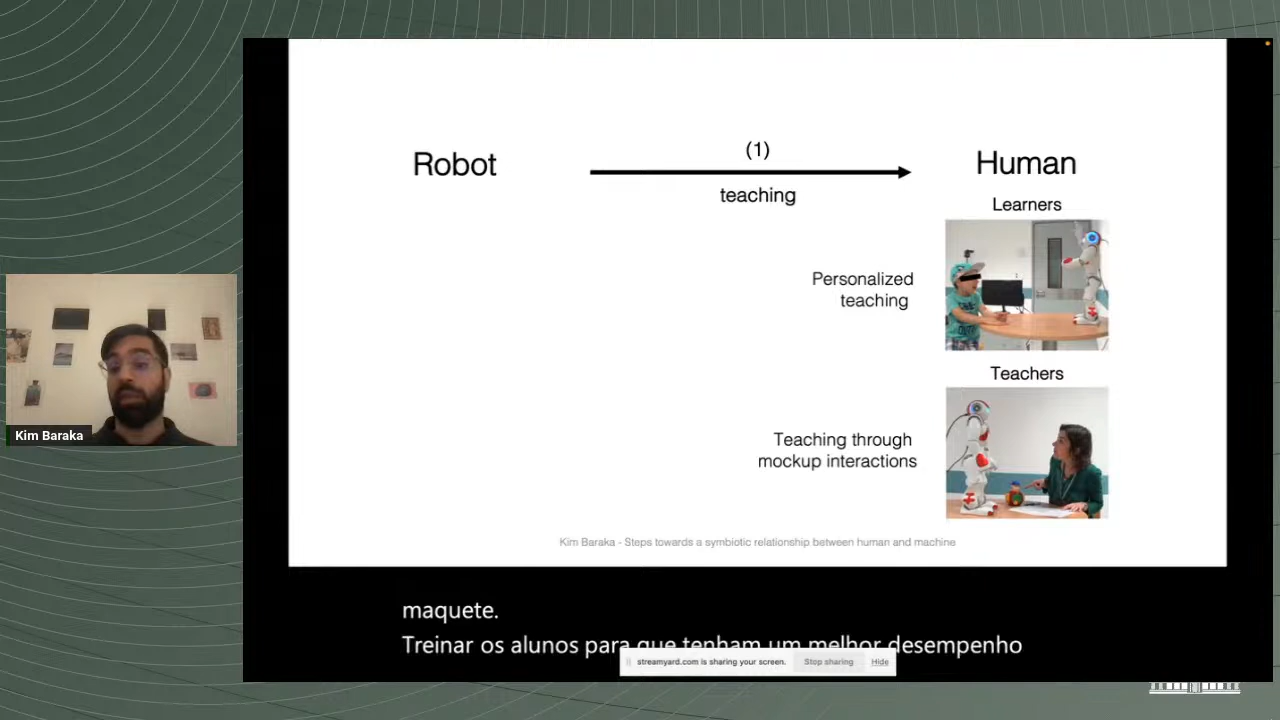 Robot
(1)
teaching
Human
Learners
Personalized
teaching
Teachers
Teaching through
mockup interactions
Kim Baraka - Steps towards a symbiotic relationship between human and machine
Kim Baraka
maquete.
Treinar os alunos para que tenham um melhor desempenho
streamyard.com is sharing your screen.
Stop sharing
Hide